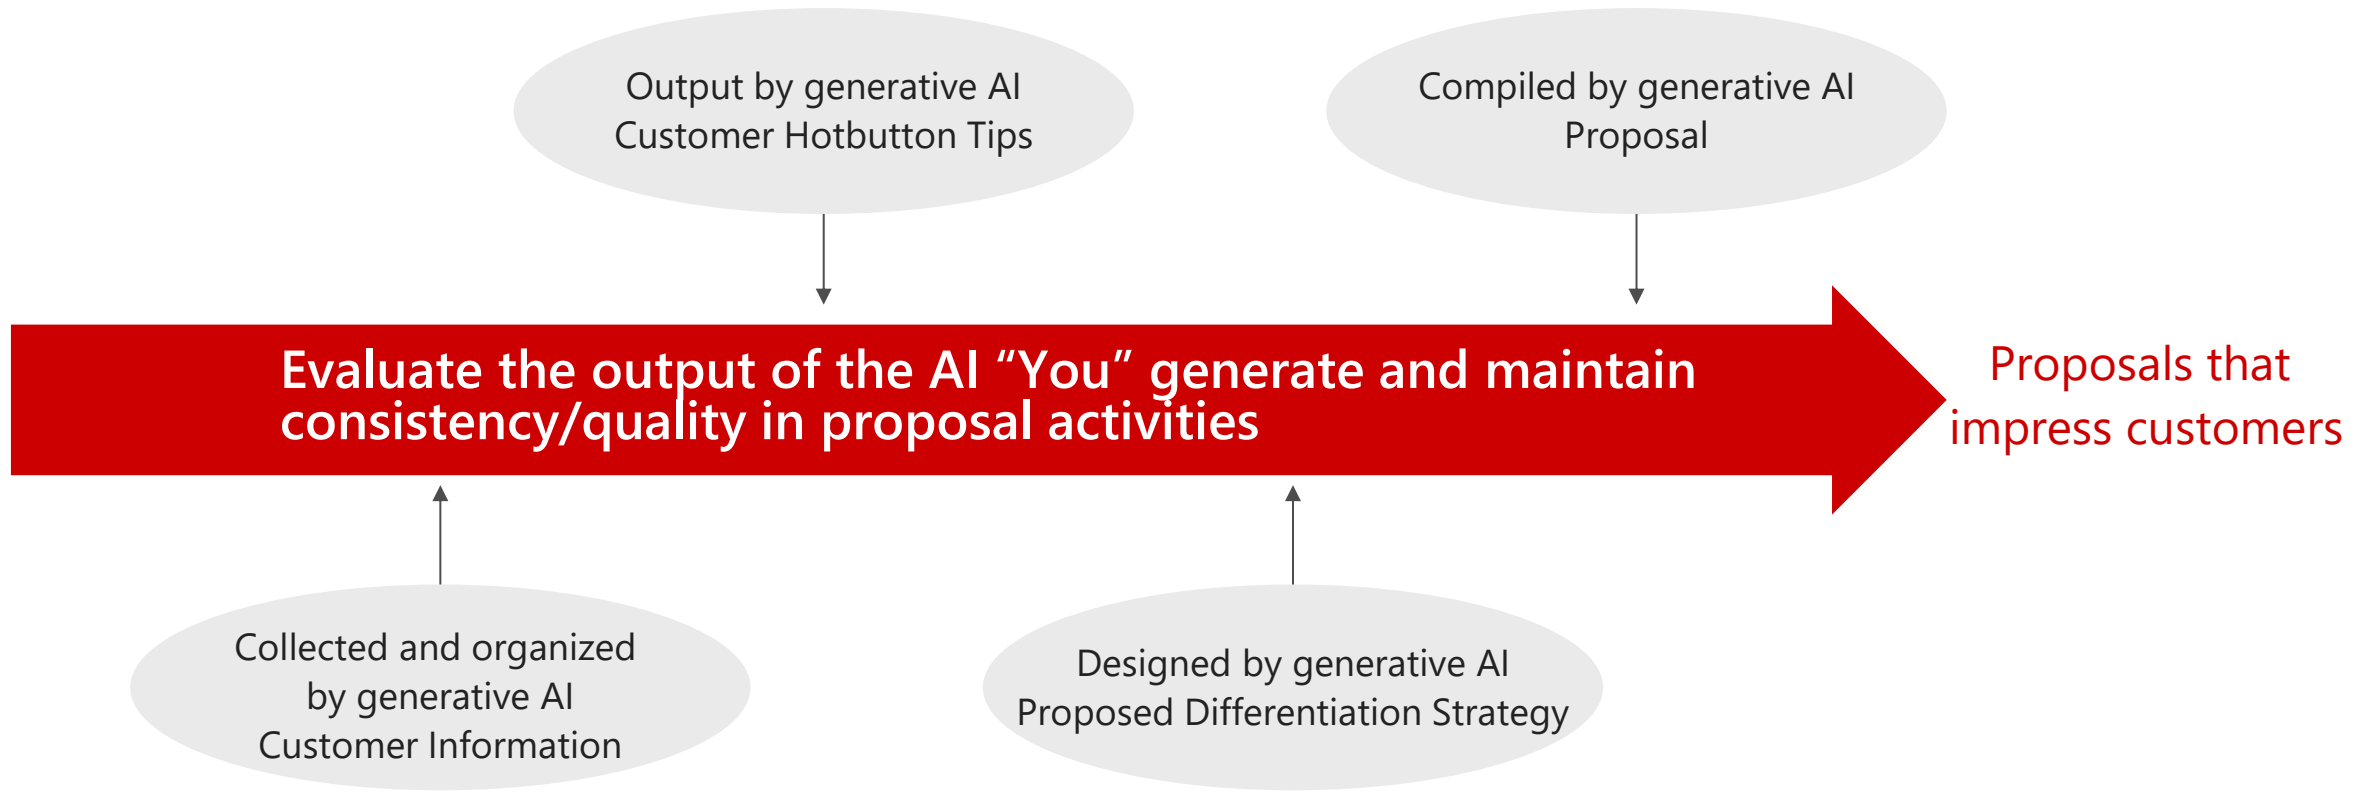 Output by generative AI
Customer Hotbutton Tips
Compiled by generative AI
Proposal
Evaluate the output of the AI “You” generate and maintain
consistency/quality in proposal activities
Proposals that
impress customers
Collected and organized
by generative AI
Customer Information
Designed by generative AI
Proposed Differentiation Strategy